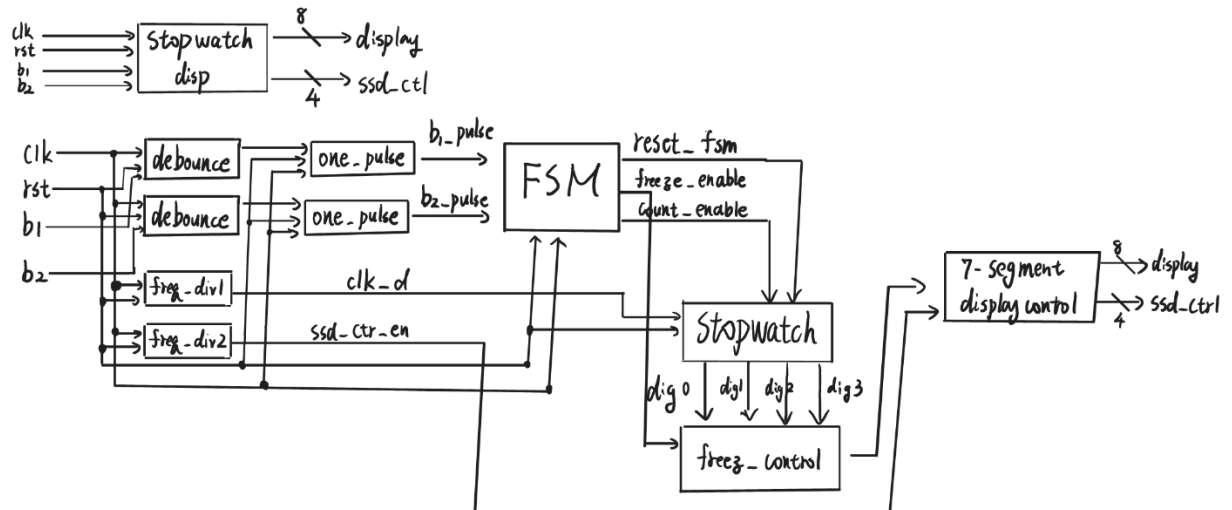 clk
rst
b1
b2
Stopwatch
disp
8
display
4
ssd_ctl
clk
rst
b1
b2
debounce
one_pulse
b1_pulse
debounce
one_pulse
b2_pulse
FSM
reset_fsm
freeze_enable
count_enable
freq_div1
clk_d
freq_div2
ssd_ctr_en
Stopwatch
dig0
dig1
dig2
dig3
freez_control
7-segment
display control
8
display
4
ssd_ctrl